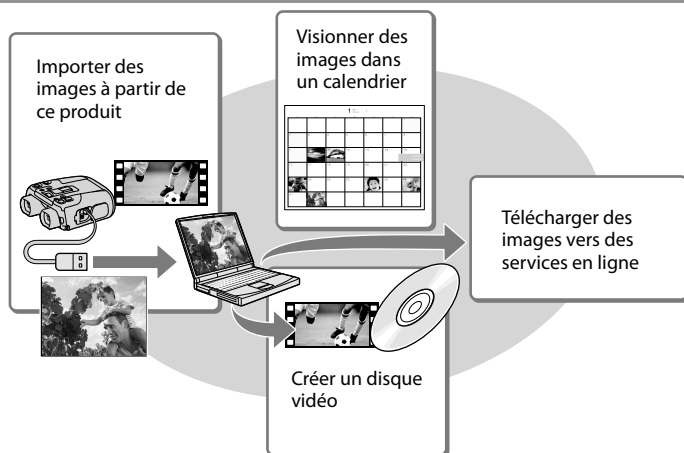 Importer des
images à partir de
ce produit
Visionner des
images dans
un calendrier
1
Télécharger des
images vers des
services en ligne
Créer un disque
vidéo